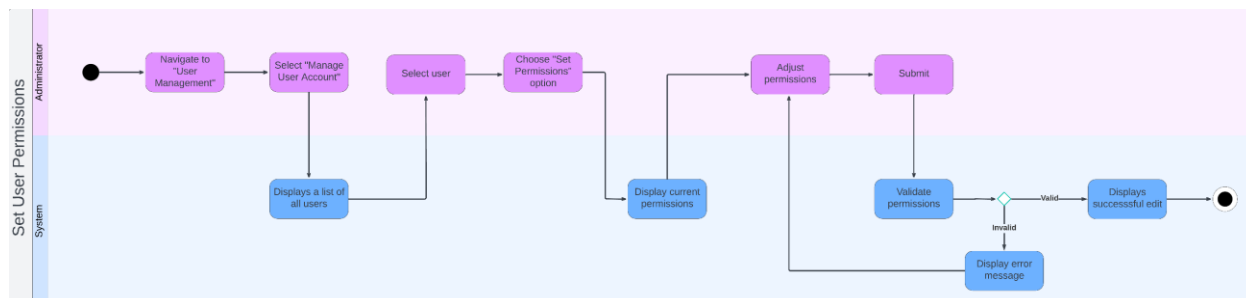 Set User Permissions
Administrator
Navigate to
"User
Management"
Select "Manage
User Account"
Select user
Choose "Set
Permissions"
option
Adjust
permissions
Submit
System
Displays a list of
all users
Display current
permissions
Validate
permissions
Valid
Displays
successsful edit
Invalid
Display error
message